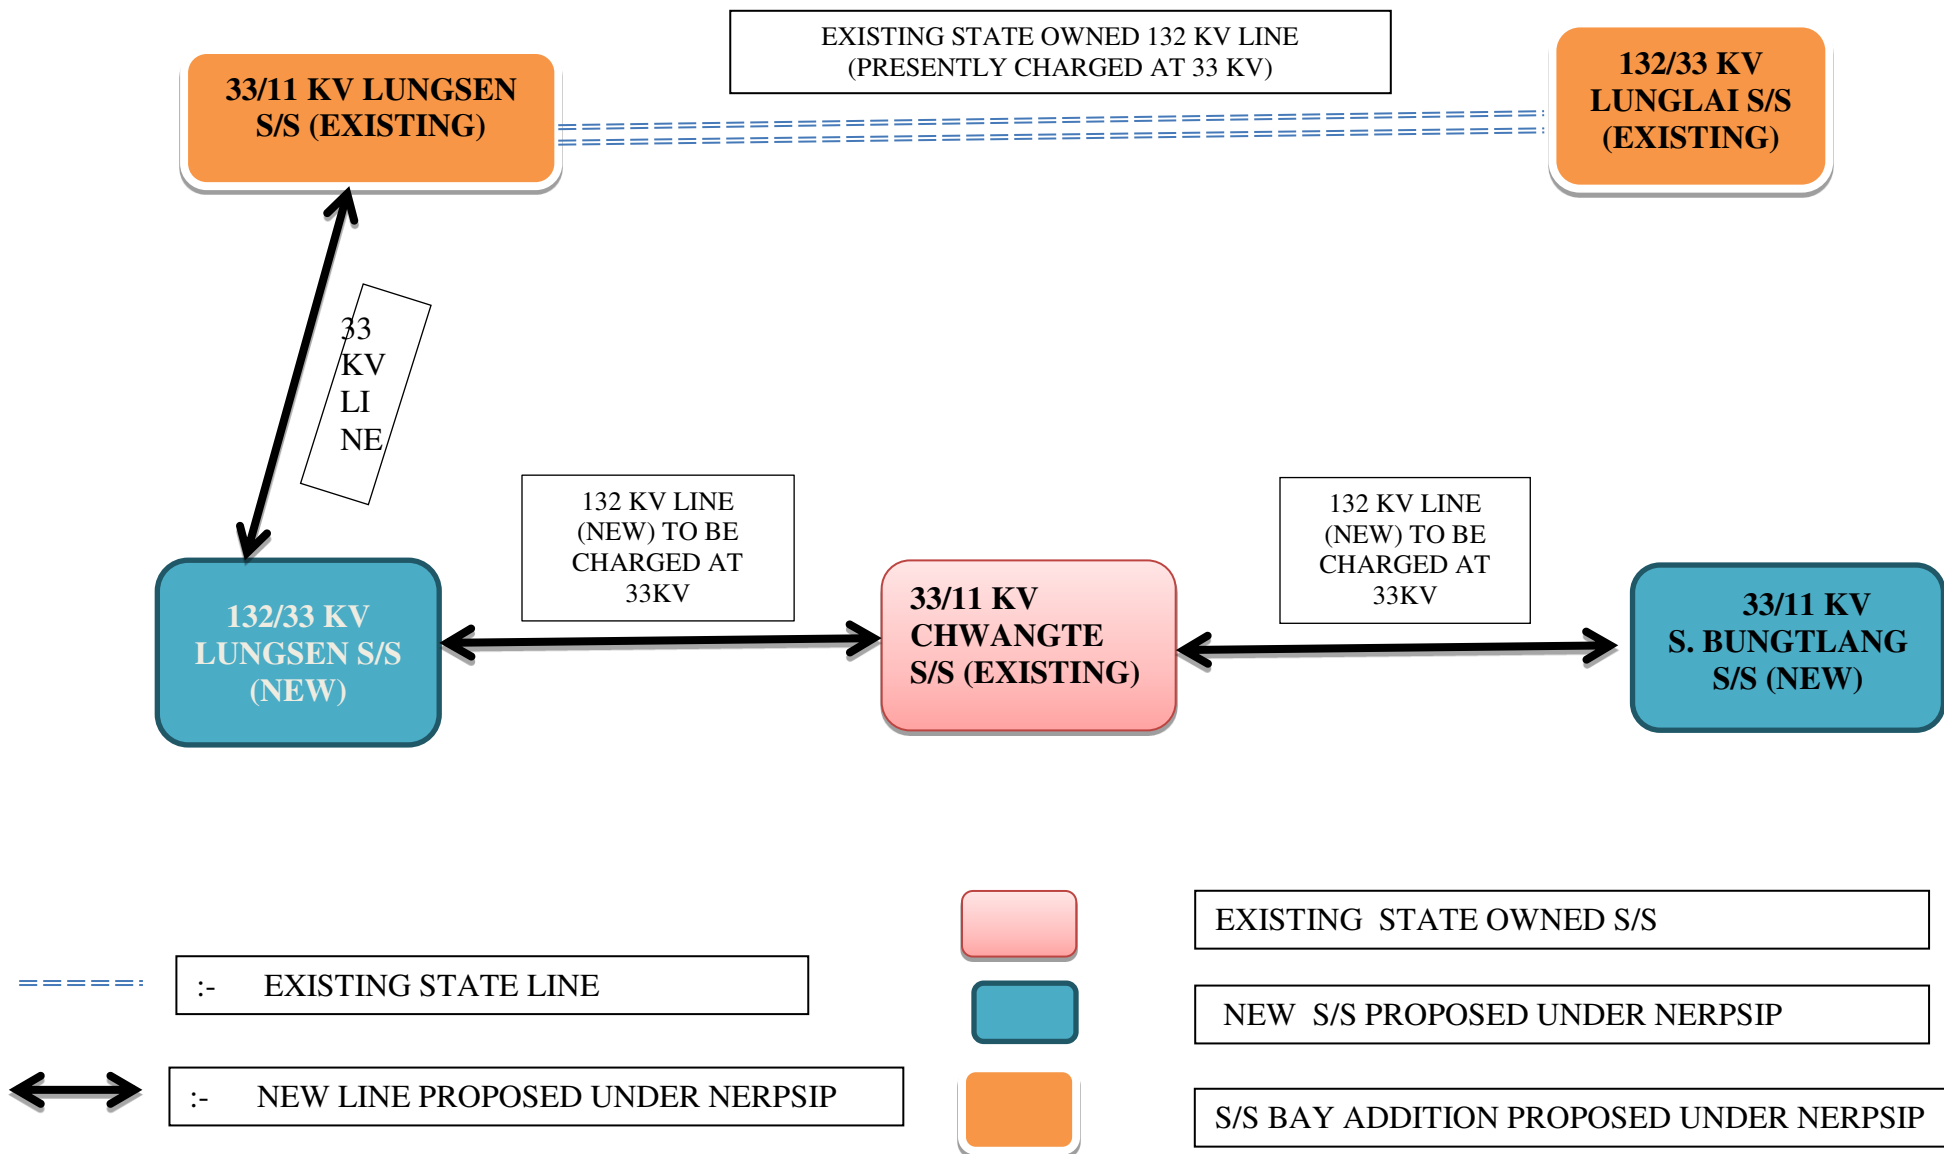 EXISTING STATE OWNED 132 KV LINE
(PRESENTLY CHARGED AT 33 KV)
33/11 KV LUNGSEN
S/S (EXISTING)
132/33 KV
LUNGLAI S/S
(EXISTING)
33
KV
LI
NE
132 KV LINE
(NEW) TO BE
CHARGED AT
33KV
132 KV LINE
(NEW) TO BE
CHARGED AT
33KV
132/33 KV
LUNGSEN S/S
(NEW)
33/11 KV
CHWANGTE
S/S (EXISTING)
33/11 KV
S. BUNGTLANG
S/S (NEW)
EXISTING STATE OWNED S/S
:- EXISTING STATE LINE
NEW S/S PROPOSED UNDER NERPSIP
:- NEW LINE PROPOSED UNDER NERPSIP
S/S BAY ADDITION PROPOSED UNDER NERPSIP